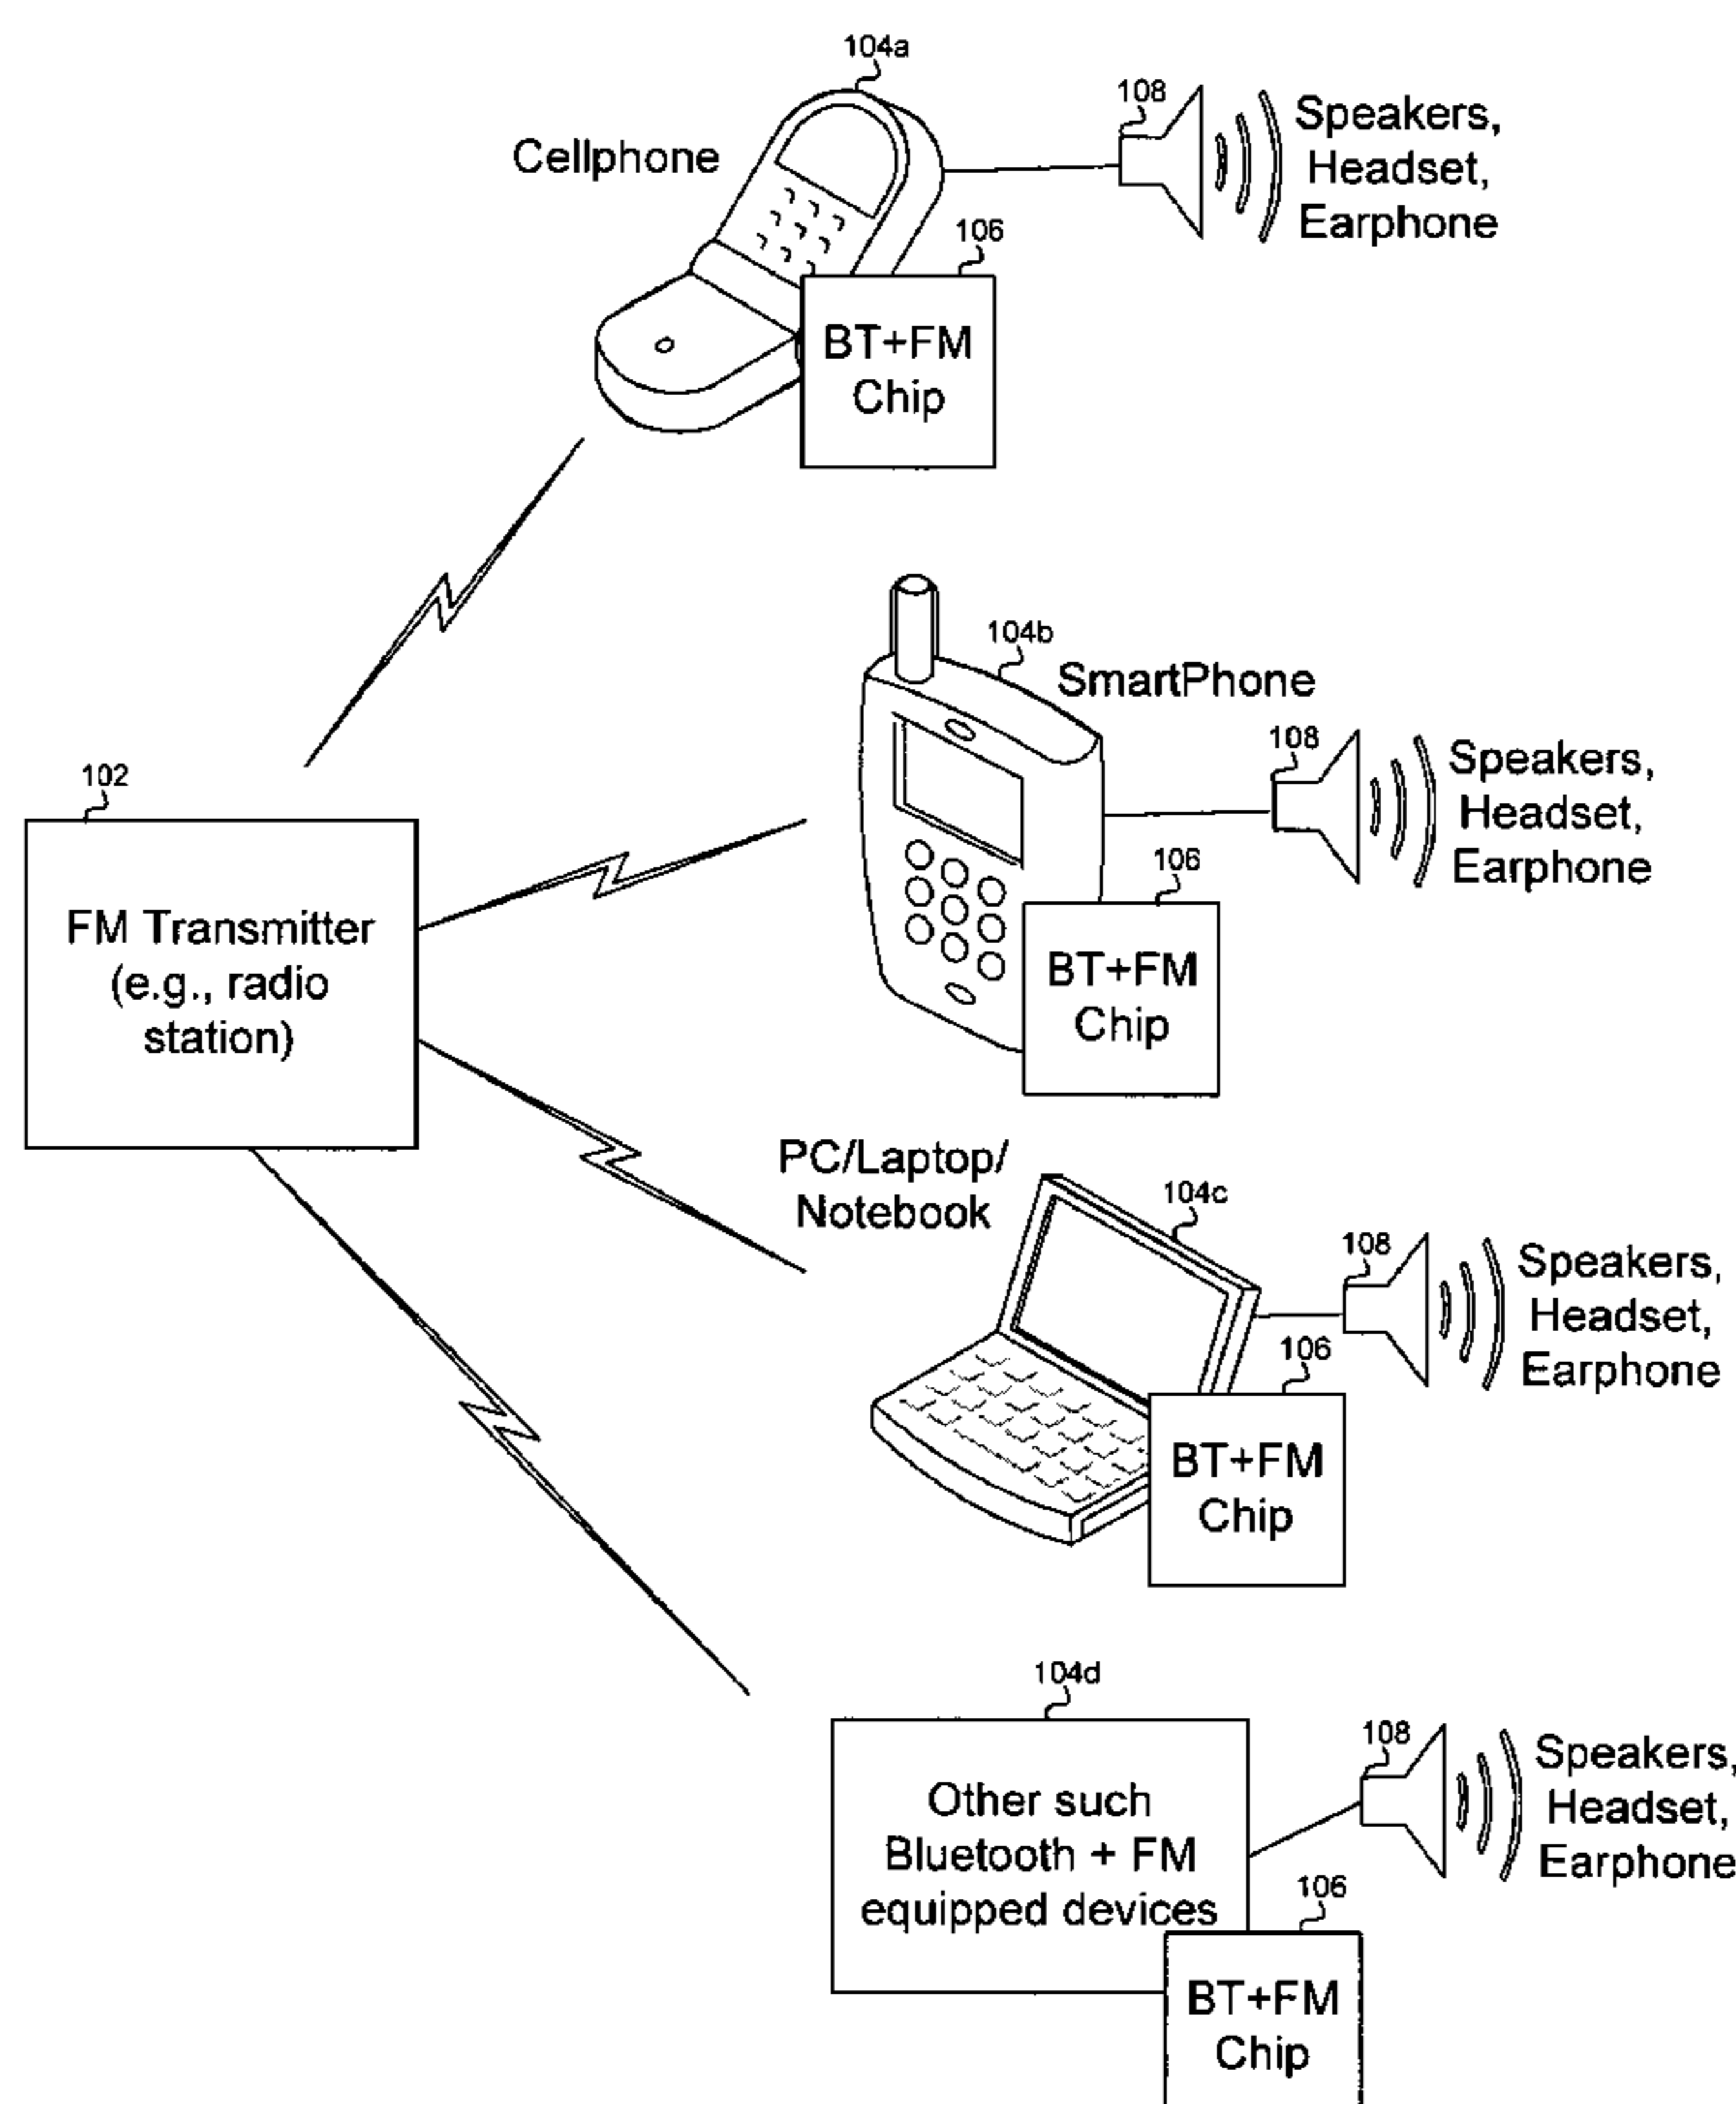 104a
Cellphone
108
Speakers,
Headset,
Earphone
106
BT+FM
Chip
104b
SmartPhone
108
Speakers,
Headset,
Earphone
106
BT+FM
Chip
102
FM Transmitter
(e.g., radio
station)
PC/Laptop/
Notebook
104c
108
Speakers,
Headset,
Earphone
106
BT+FM
Chip
104d
Other such
Bluetooth + FM
equipped devices
108
Speakers,
Headset,
Earphone
106
BT+FM
Chip